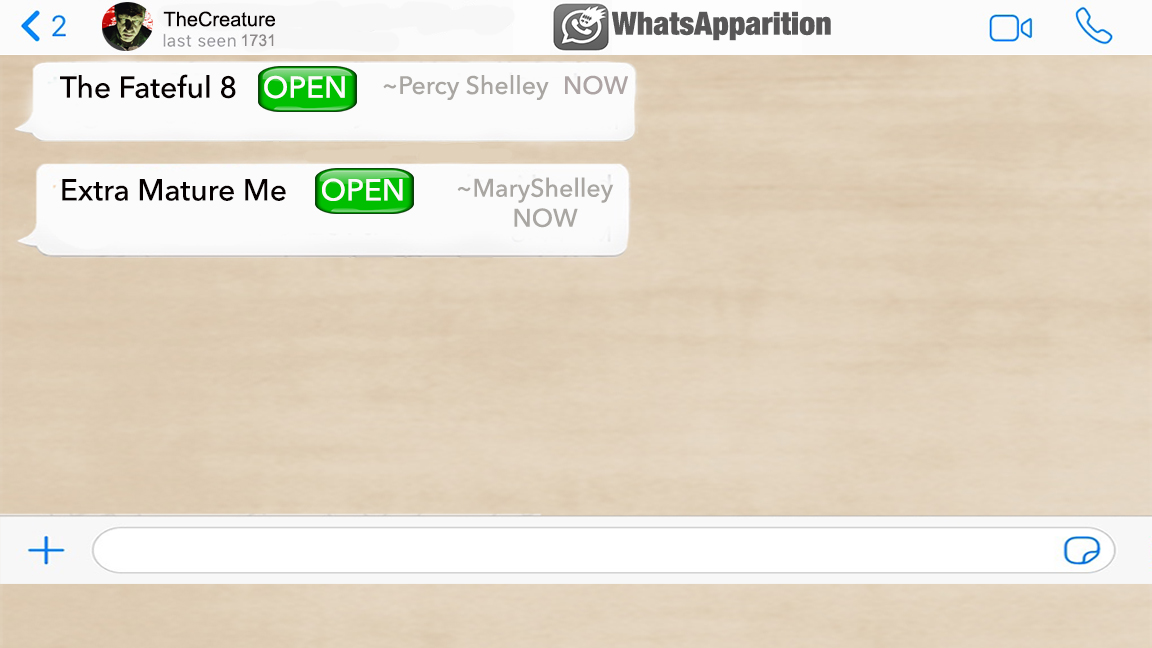 2
TheCreature
last seen 1731
WhatsApparition
The Fateful 8 OPEN ~Percy Shelley NOW
Extra Mature Me OPEN ~MaryShelley
NOW